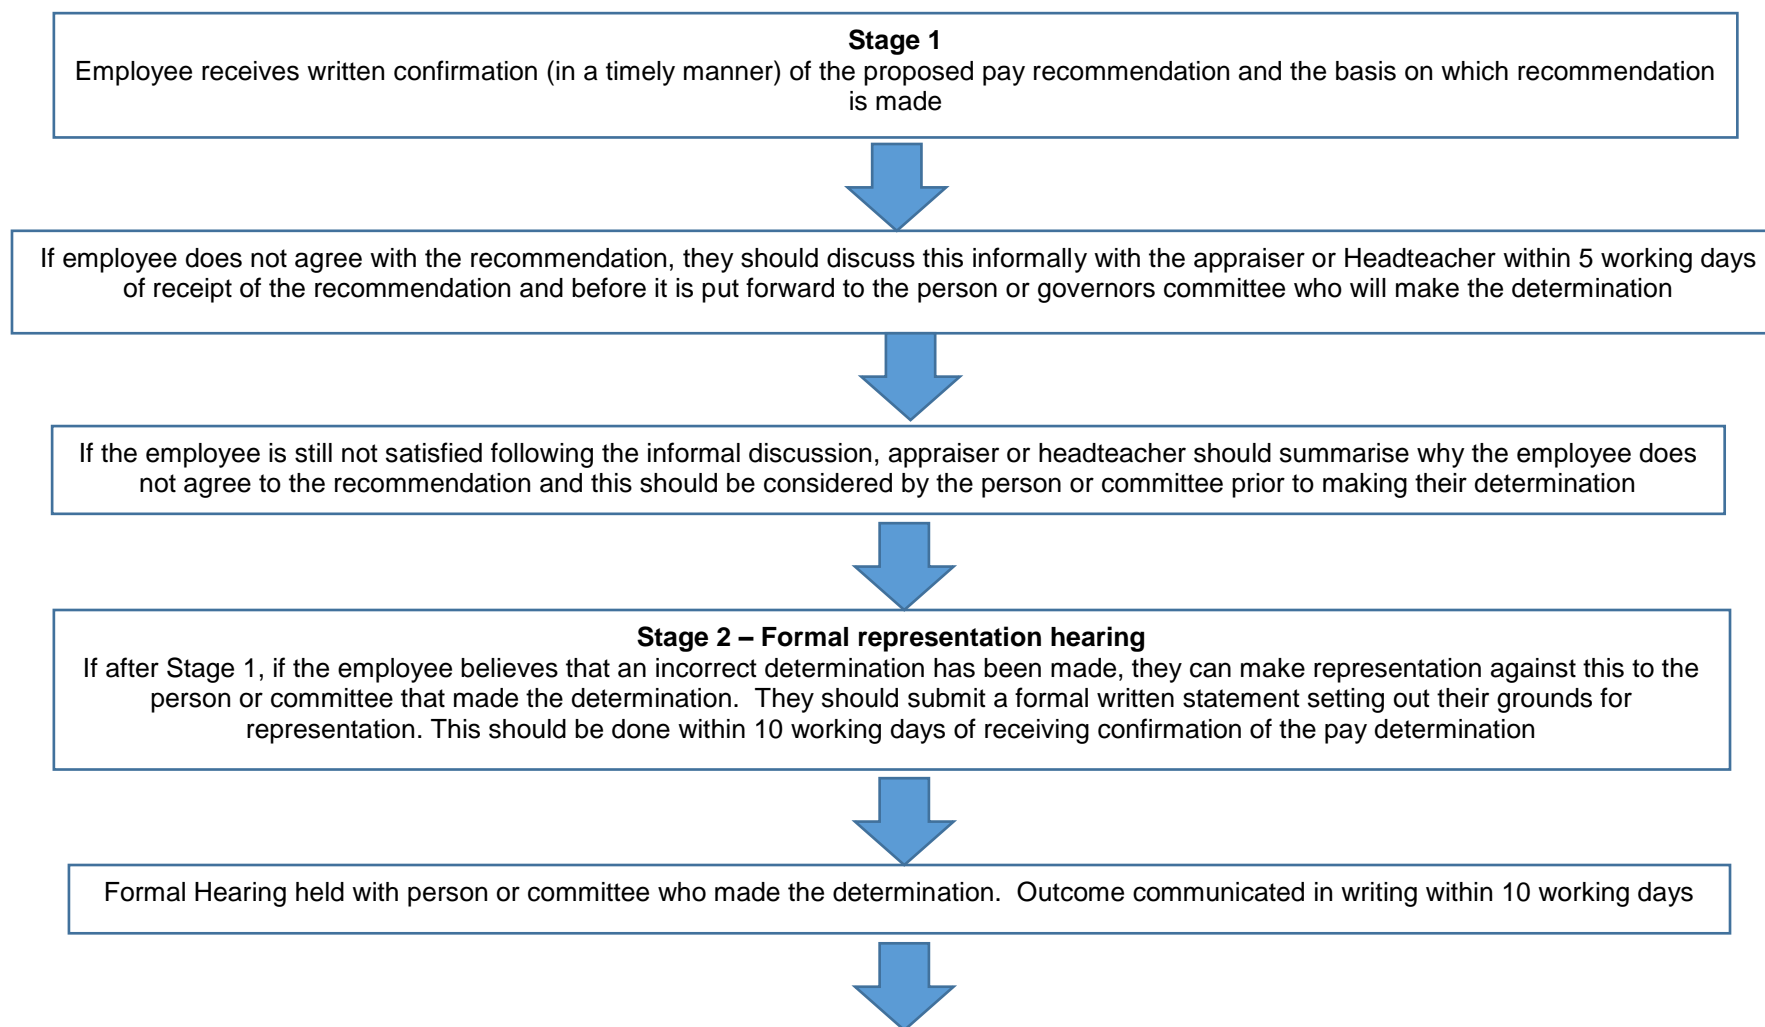 Stage 1
Employee receives written confirmation (in a timely manner) of the proposed pay recommendation and the basis on which recommendation
is made
If employee does not agree with the recommendation, they should discuss this informally with the appraiser or Headteacher within 5 working days
of receipt of the recommendation and before it is put forward to the person or governors committee who will make the determination
If the employee is still not satisfied following the informal discussion, appraiser or headteacher should summarise why the employee does
not agree to the recommendation and this should be considered by the person or committee prior to making their determination
Stage 2 – Formal representation hearing
If after Stage 1, if the employee believes that an incorrect determination has been made, they can make representation against this to the
person or committee that made the determination.  They should submit a formal written statement setting out their grounds for
representation. This should be done within 10 working days of receiving confirmation of the pay determination
Formal Hearing held with person or committee who made the determination.  Outcome communicated in writing within 10 working days